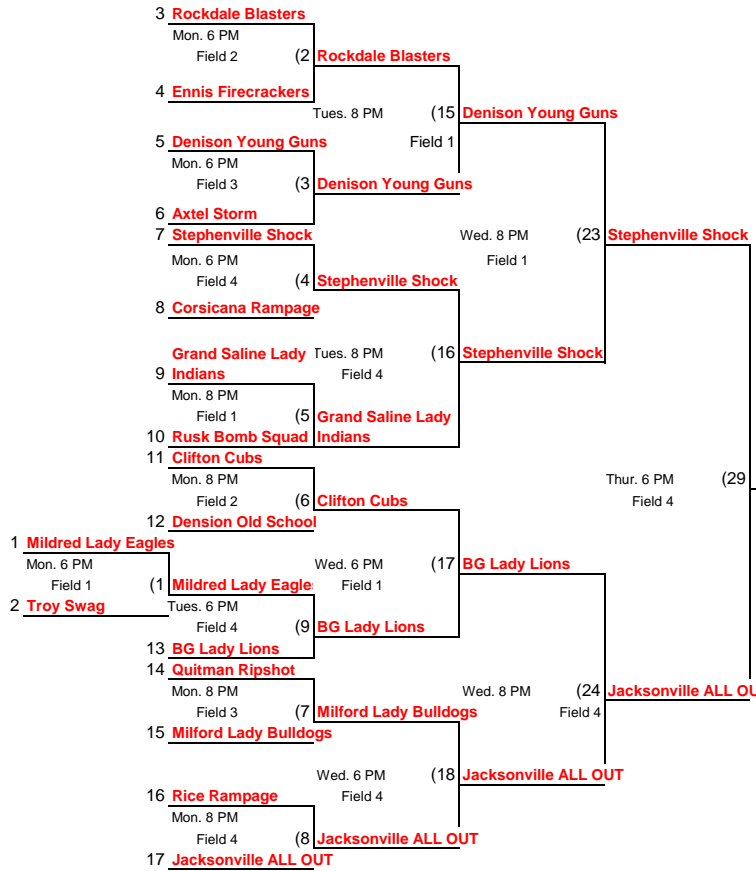 3 Rockdale Blasters
Mon. 6 PM
Field 2 (2 Rockdale Blasters
4 Ennis Firecrackers
Tues. 8 PM (15 Denison Young Guns
5 Denison Young Guns Field 1
Mon. 6 PM
Field 3 (3 Denison Young Guns
6 Axtel Storm
7 Stephenville Shock Wed. 8 PM (23 Stephenville Shock
Mon. 6 PM Field 1
Field 4 (4 Stephenville Shock
8 Corsicana Rampage
Grand Saline Lady Tues. 8 PM (16 Stephenville Shock
9 Indians Field 4
Mon. 8 PM
Field 1 (5 Grand Saline Lady
10 Rusk Bomb Squad Indians
11 Clifton Cubs
Mon. 8 PM Thur. 6 PM (29
Field 2 (6 Clifton Cubs Field 4
12 Dension Old School
1 Mildred Lady Eagles
Mon. 6 PM Wed. 6 PM (17 BG Lady Lions
Field 1 (1 Mildred Lady Eagles Field 1
2 Troy Swag Tues. 6 PM
Field 4 (9 BG Lady Lions
13 BG Lady Lions
14 Quitman Ripshot
Mon. 8 PM Wed. 8 PM (24 Jacksonville ALL OU
Field 3 (7 Milford Lady Bulldogs Field 4
15 Milford Lady Bulldogs
Wed. 6 PM (18 Jacksonville ALL OUT
16 Rice Rampage Field 4
Mon. 8 PM
Field 4 (8 Jacksonville ALL OUT
17 Jacksonville ALL OUT